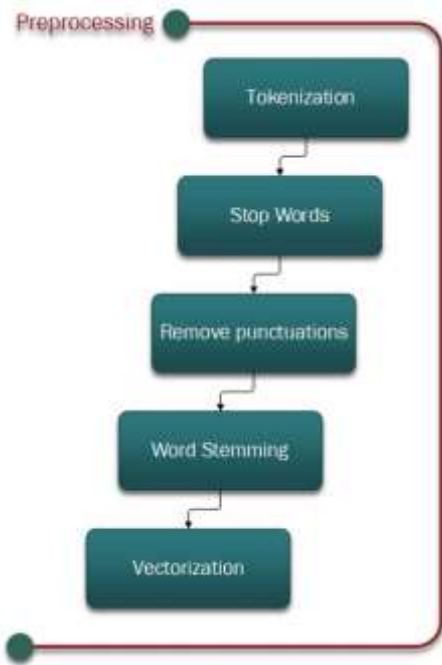 Preprocessing
Tokenization
Stop Words
Remove punctuations
Word Stemming
Vectorization